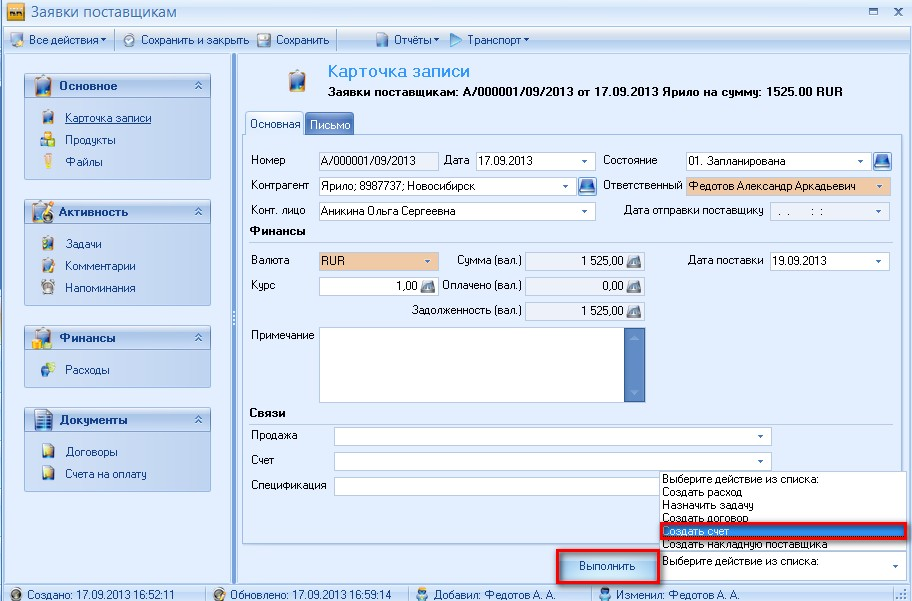 Заявки поставщикам
Все действия Сохранить и закрыть Сохранить Отчёты Транспорт
Основное
Карточка записи
Продукты
Файлы
Активность
Задачи
Комментарии
Напоминания
Финансы
Расходы
Документы
Договоры
Счета на оплату
Карточка записи
Заявки поставщикам: А/000001/09/2013 от 17.09.2013 Ярило на сумму: 1525.00 RUR
Основная Письмо
Номер А/000001/09/2013 Дата 17.09.2013 Состояние 01. Запланирована
Контрагент Ярило; 8987737; Новосибирск Ответственный Федотов Александр Аркадьевич
Конт. лицо Аникина Ольга Сергеевна Дата отправки поставщику . . : :
Финансы
Валюта RUR Сумма (вал.) 1 525,00 Дата поставки 19.09.2013
Курс 1,00 Оплачено (вал.) 0,00
Задолженность (вал.) 1 525,00
Примечание
Связи
Продажа
Счет
Спецификация
Выберите действие из списка:
Создать расход
Назначить задачу
Создать договор
Создать счет
Создать накладную поставщика
Выполнить Выберите действие из списка:
Создано: 17.09.2013 16:52:11 Обновлено: 17.09.2013 16:59:14 Добавил: Федотов А. А. Изменил: Федотов А. А.